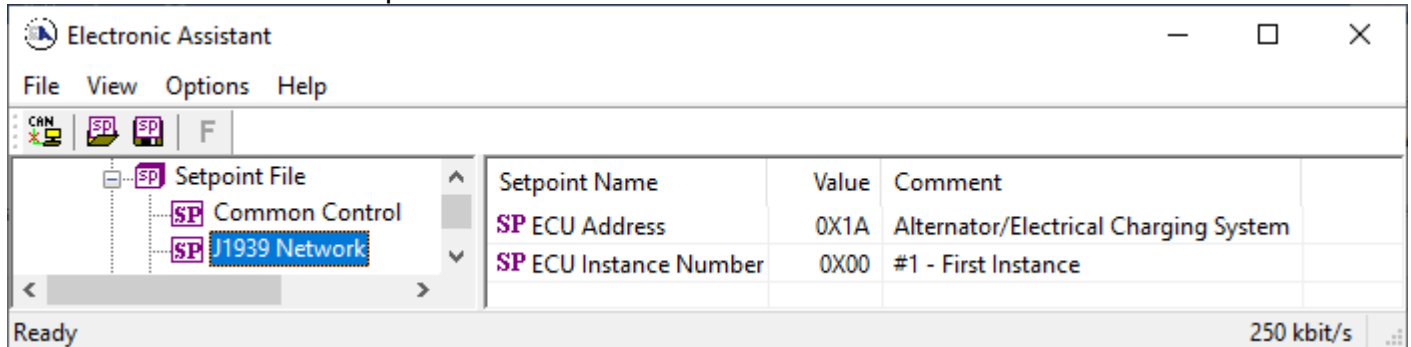 Electronic Assistant
File View Options Help
CAN SP SP F
SP Setpoint File
SP Common Control
SP J1939 Network
Setpoint Name Value Comment
SP ECU Address 0X1A Alternator/Electrical Charging System
SP ECU Instance Number 0X00 #1 - First Instance
Ready 250 kbit/s